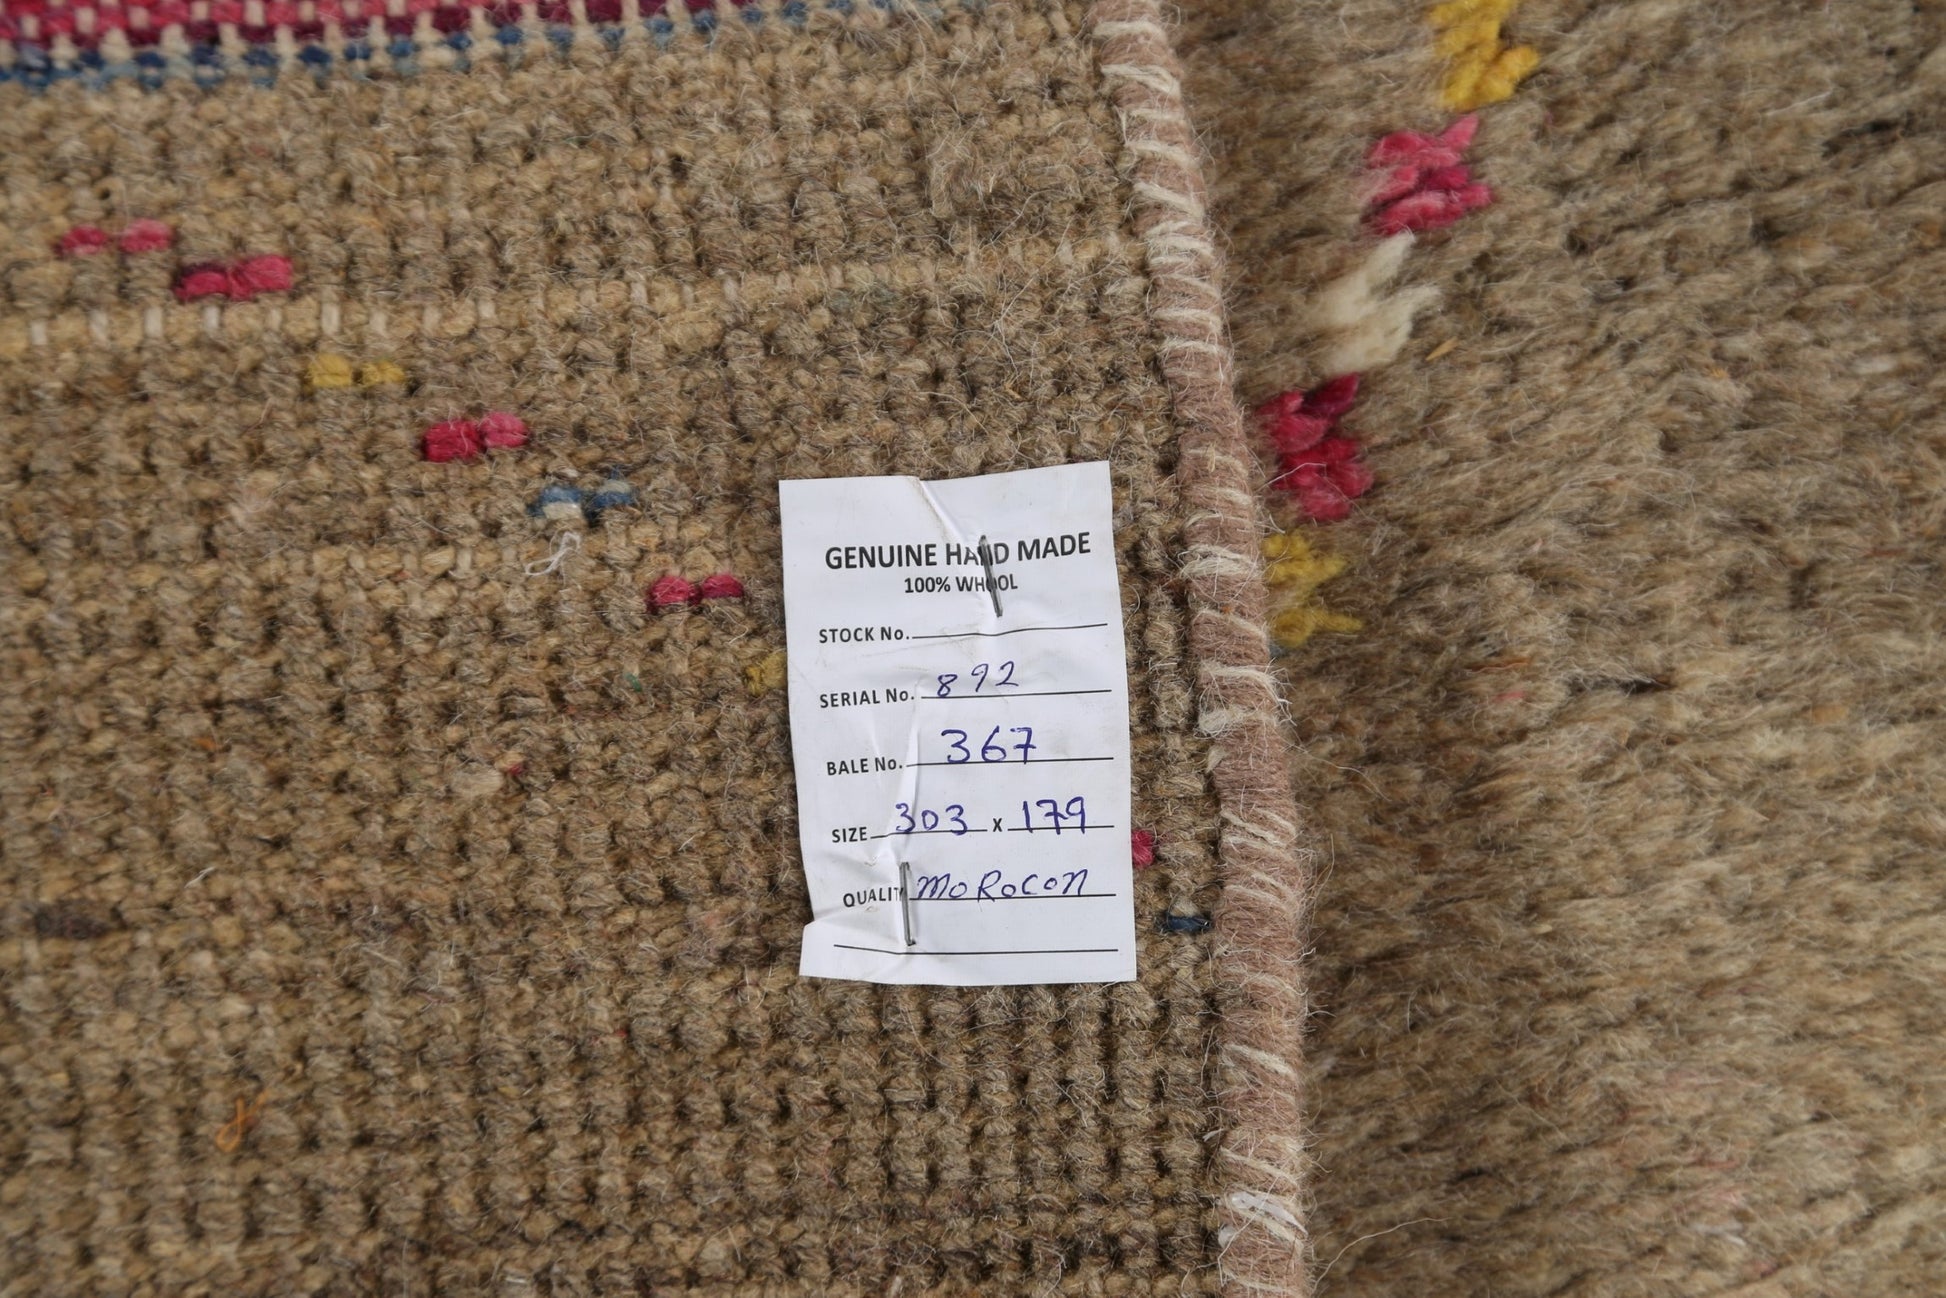 GENUINE HAND MADE
100% WHOOL
STOCK No.
SERIAL No. 892
BALE No. 367
SIZE 303 x 179
QUALITY MOROCON